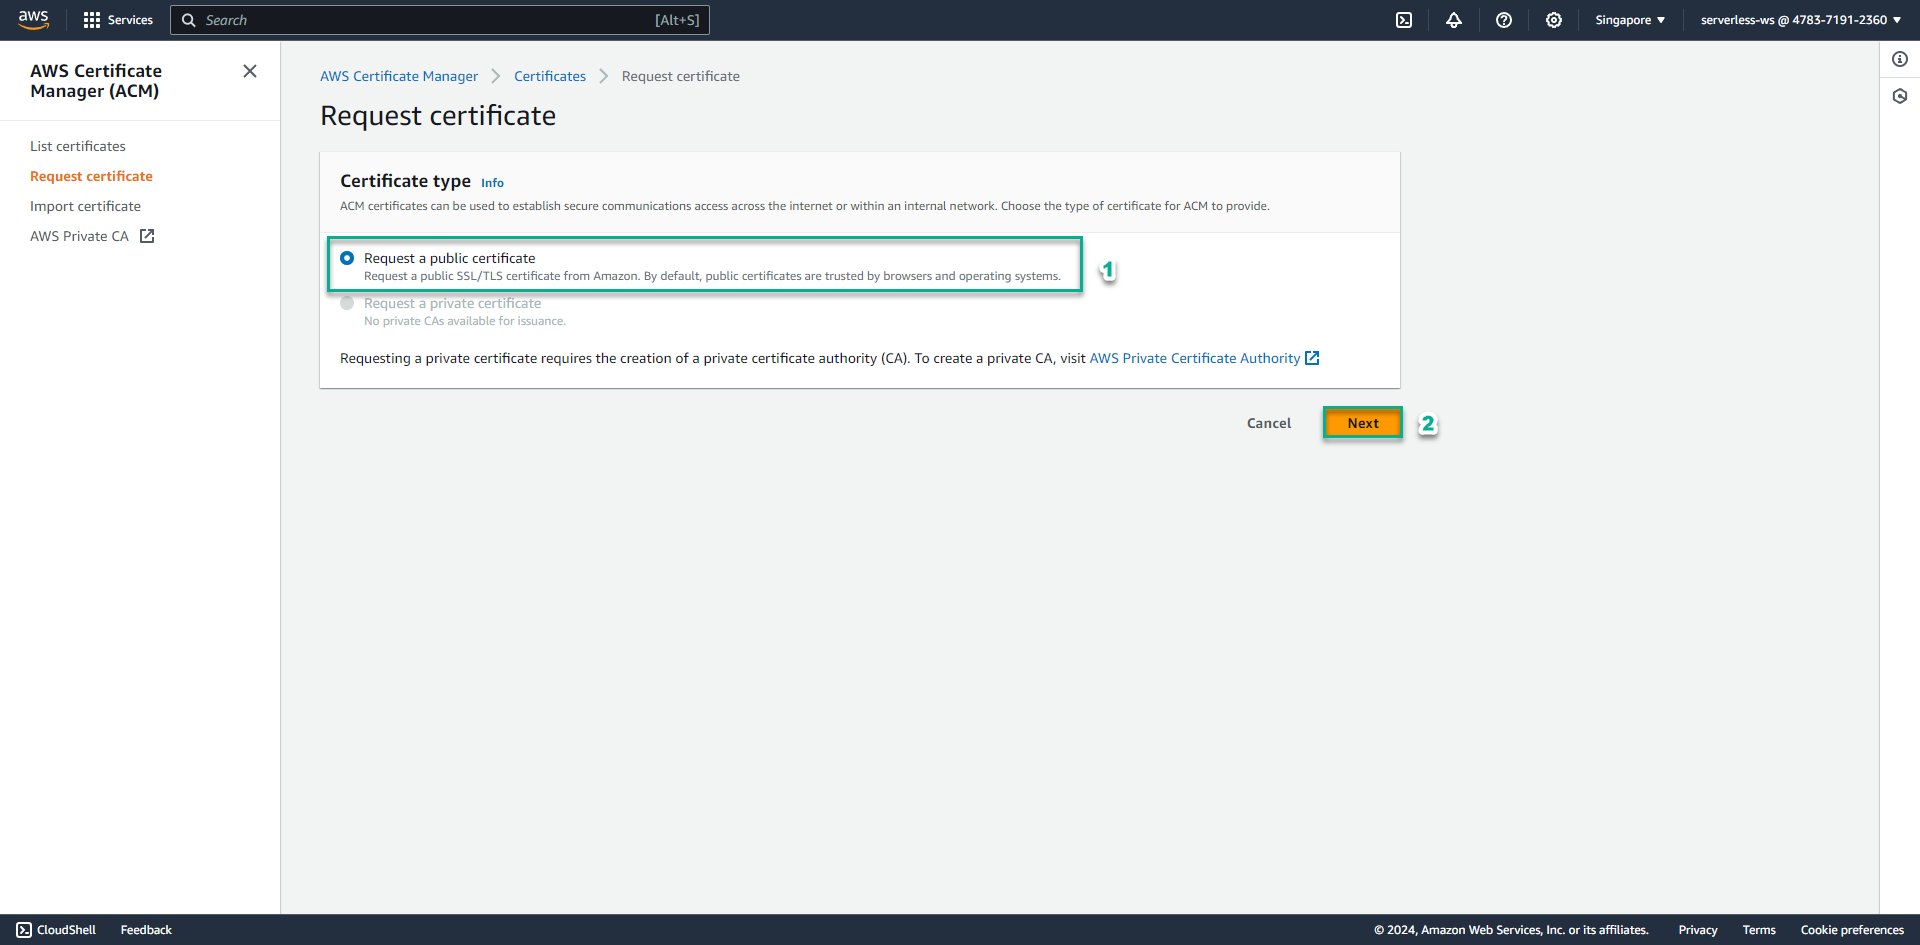 aws
Services
Search
[Alt+S]
Singapore ▼
serverless-ws @ 4783-7191-2360 ▼
AWS Certificate
Manager (ACM)
List certificates
Request certificate
Import certificate
AWS Private CA
AWS Certificate Manager > Certificates > Request certificate
Request certificate
Certificate type Info
ACM certificates can be used to establish secure communications access across the internet or within an internal network. Choose the type of certificate for ACM to provide.
Request a public certificate
Request a public SSL/TLS certificate from Amazon. By default, public certificates are trusted by browsers and operating systems.
1
Request a private certificate
No private CAs available for issuance.
Requesting a private certificate requires the creation of a private certificate authority (CA). To create a private CA, visit AWS Private Certificate Authority
Cancel
Next
2
CloudShell
Feedback
© 2024, Amazon Web Services, Inc. or its affiliates.
Privacy
Terms
Cookie preferences